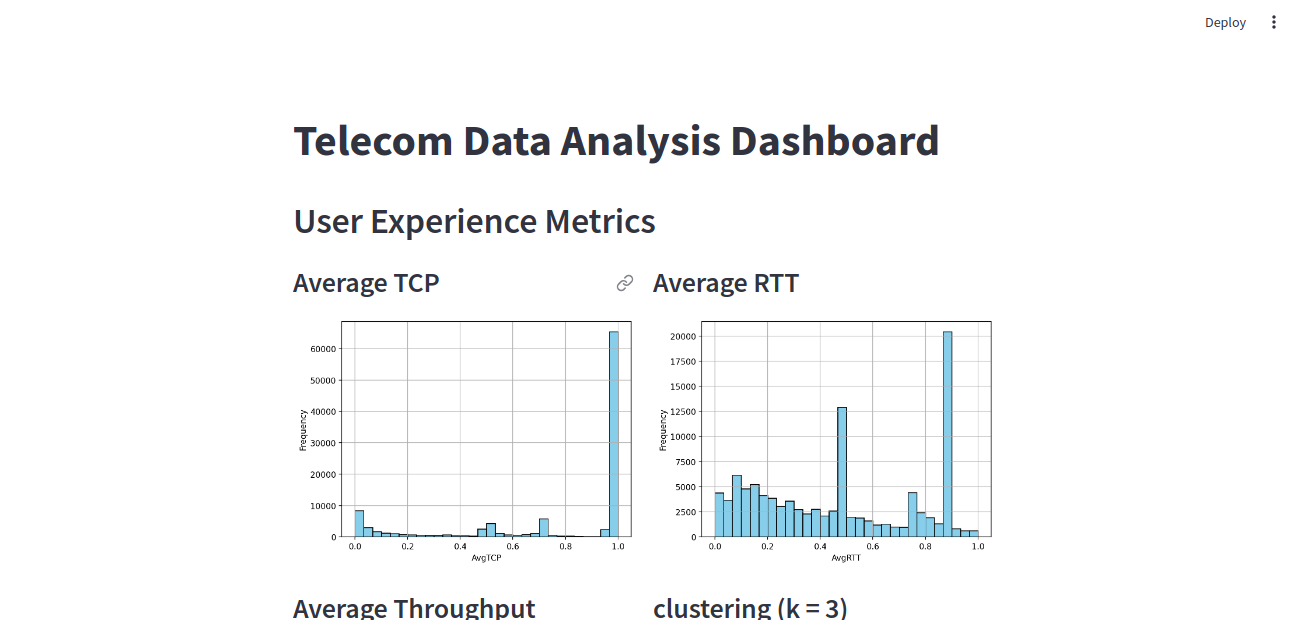 Deploy
Telecom Data Analysis Dashboard
User Experience Metrics
Average TCP
60000
50000
40000
30000
20000
10000
0
Frequency
0.0 0.2 0.4 0.6 0.8 1.0
AvgTCP
Average RTT
20000
17500
15000
12500
10000
7500
5000
2500
0
Frequency
0.0 0.2 0.4 0.6 0.8 1.0
AvgRTT
Average Throughput
clustering (k = 3)